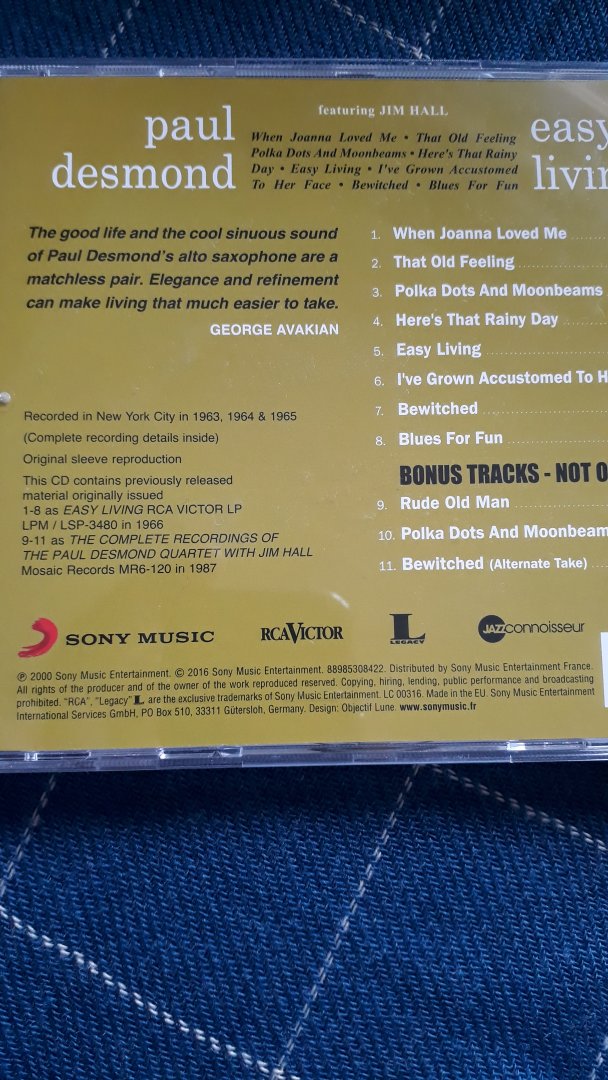 paul
desmond
featuring JIM HALL
When Joanna Loved Me • That Old Feeling
Polka Dots And Moonbeams • Here's That Rainy
Day • Easy Living • I've Grown Accustomed
To Her Face • Bewitched • Blues For Fun
easy
livin
The good life and the cool sinuous sound
of Paul Desmond's alto saxophone are a
matchless pair. Elegance and refinement
can make living that much easier to take.
GEORGE AVAKIAN
Recorded in New York City in 1963, 1964 & 1965
(Complete recording details inside)
Original sleeve reproduction
This CD contains previously released
material originally issued
1-8 as EASY LIVING RCA VICTOR LP
LPM / LSP-3480 in 1966
9-11 as THE COMPLETE RECORDINGS OF
THE PAUL DESMOND QUARTET WITH JIM HALL
Mosaic Records MR6-120 in 1987
1. When Joanna Loved Me
2. That Old Feeling
3. Polka Dots And Moonbeams
4. Here's That Rainy Day
5. Easy Living
6. I've Grown Accustomed To H
7. Bewitched
8. Blues For Fun
BONUS TRACKS - NOT O
9. Rude Old Man
10. Polka Dots And Moonbeam
11. Bewitched (Alternate Take)
SONY MUSIC
RCA VICTOR
L LEGACY
JAZZ connoisseur
℗ 2000 Sony Music Entertainment. © 2016 Sony Music Entertainment. 88985308422. Distributed by Sony Music Entertainment France.
All rights of the producer and of the owner of the work reproduced reserved. Copying, hiring, lending, public performance and broadcasting
prohibited. "RCA", "Legacy" L are the exclusive trademarks of Sony Music Entertainment. LC 00316. Made in the EU. Sony Music Entertainment
International Services GmbH, PO Box 510, 33311 Gütersloh, Germany. Design: Objectif Lune. www.sonymusic.fr